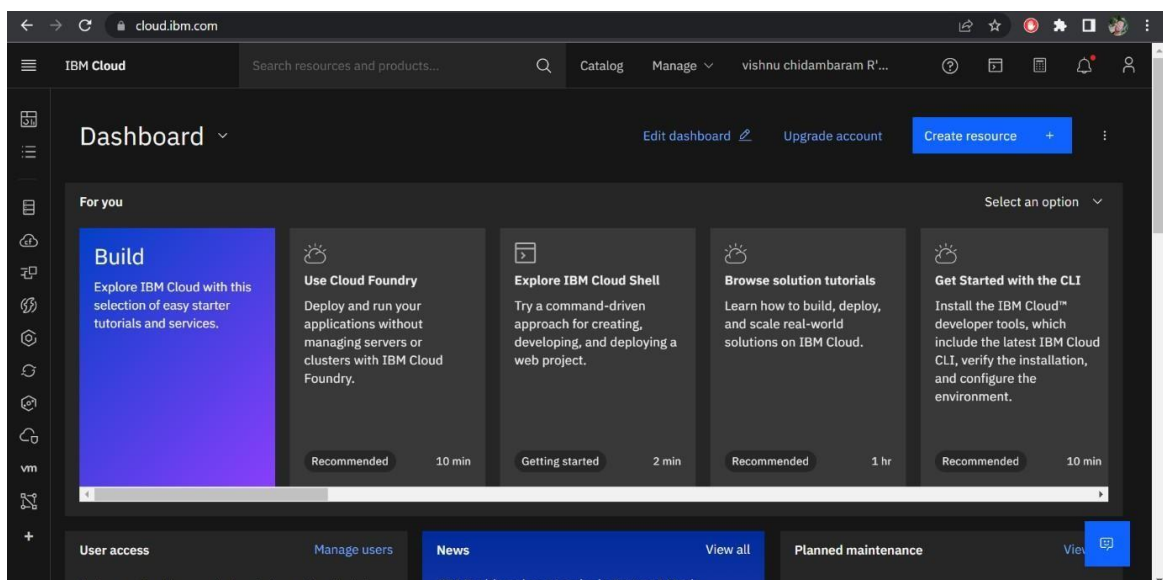 cloud.ibm.com
IBM Cloud
Search resources and products...
Catalog
Manage
vishnu chidambaram R'...
Dashboard
Edit dashboard
Upgrade account
Create resource +
For you
Select an option
Build
Explore IBM Cloud with this
selection of easy starter
tutorials and services.
Use Cloud Foundry
Deploy and run your
applications without
managing servers or
clusters with IBM Cloud
Foundry.
Recommended
10 min
Explore IBM Cloud Shell
Try a command-driven
approach for creating,
developing, and deploying a
web project.
Getting started
2 min
Browse solution tutorials
Learn how to build, deploy,
and scale real-world
solutions on IBM Cloud.
Recommended
1 hr
Get Started with the CLI
Install the IBM Cloud™
developer tools, which
include the latest IBM Cloud
CLI, verify the installation,
and configure the
environment.
Recommended
10 min
vm
User access
Manage users
News
View all
Planned maintenance